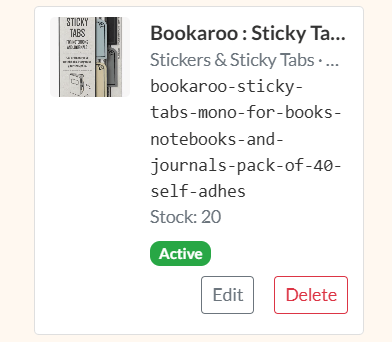 STICKY
TABS
Bookaroo : Sticky Ta...
Stickers & Sticky Tabs · ...
bookaroo-sticky-
tabs-mono-for-books-
notebooks-and-
journals-pack-of-40-
self-adhes
Stock: 20
Active
Edit
Delete